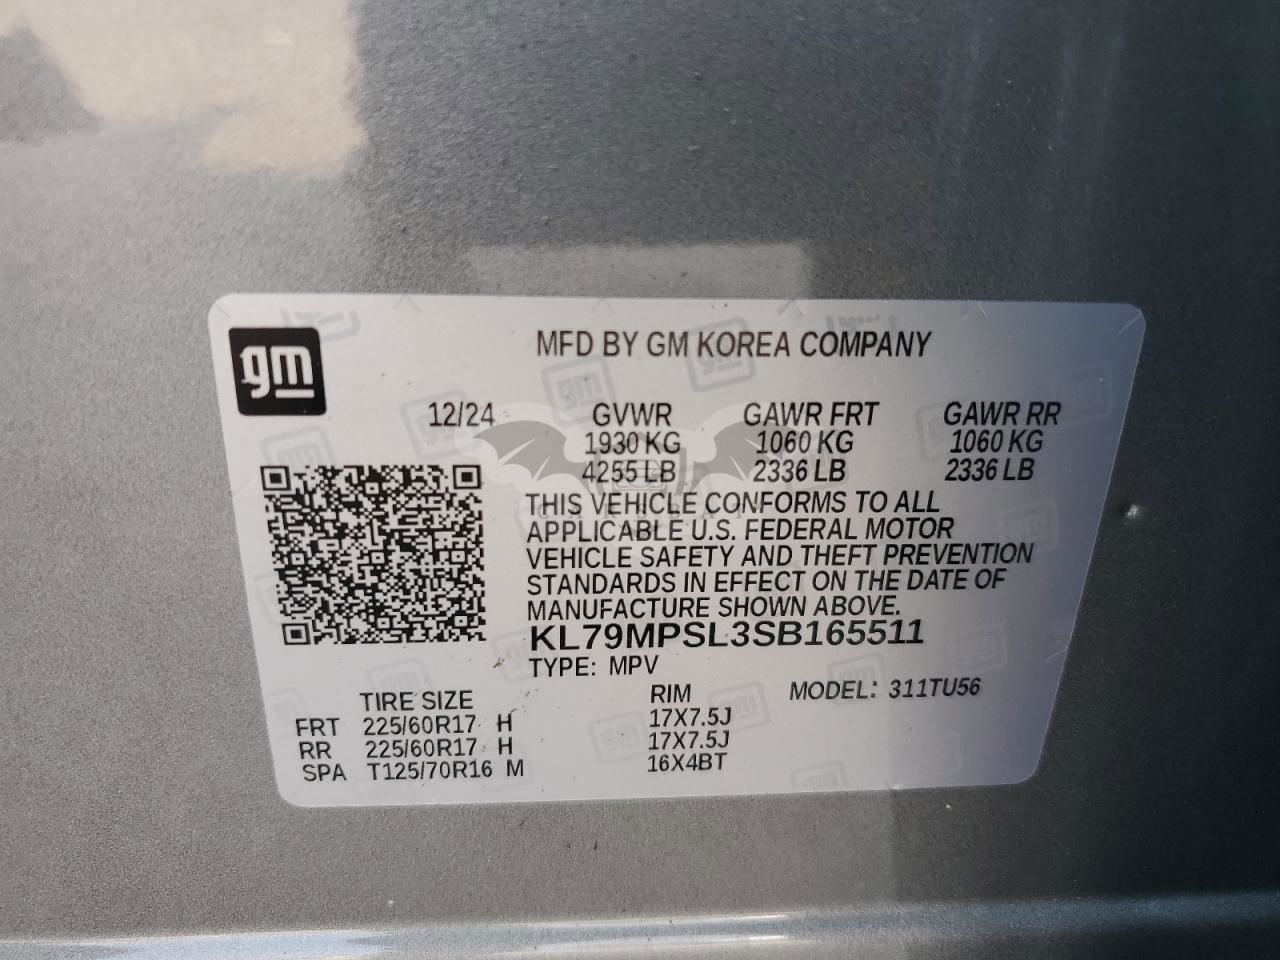 gm
MFD BY GM KOREA COMPANY
12/24 GVWR GAWR FRT GAWR RR
1930 KG 1060 KG 1060 KG
4255 LB 2336 LB 2336 LB
THIS VEHICLE CONFORMS TO ALL
APPLICABLE U.S. FEDERAL MOTOR
VEHICLE SAFETY AND THEFT PREVENTION
STANDARDS IN EFFECT ON THE DATE OF
MANUFACTURE SHOWN ABOVE.
KL79MPSL3SB165511
TYPE: MPV
TIRE SIZE RIM MODEL: 311TU56
FRT 225/60R17 H 17X7.5J
RR 225/60R17 H 17X7.5J
SPA T125/70R16 M 16X4BT